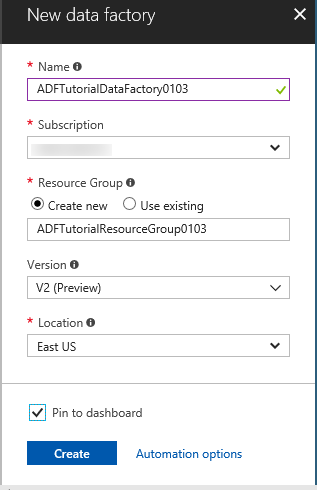 New data factory
* Name
ADFTutorialDataFactory0103
* Subscription
* Resource Group
Create new Use existing
ADFTutorialResourceGroup0103
Version
V2 (Preview)
* Location
East US
Pin to dashboard
Create Automation options